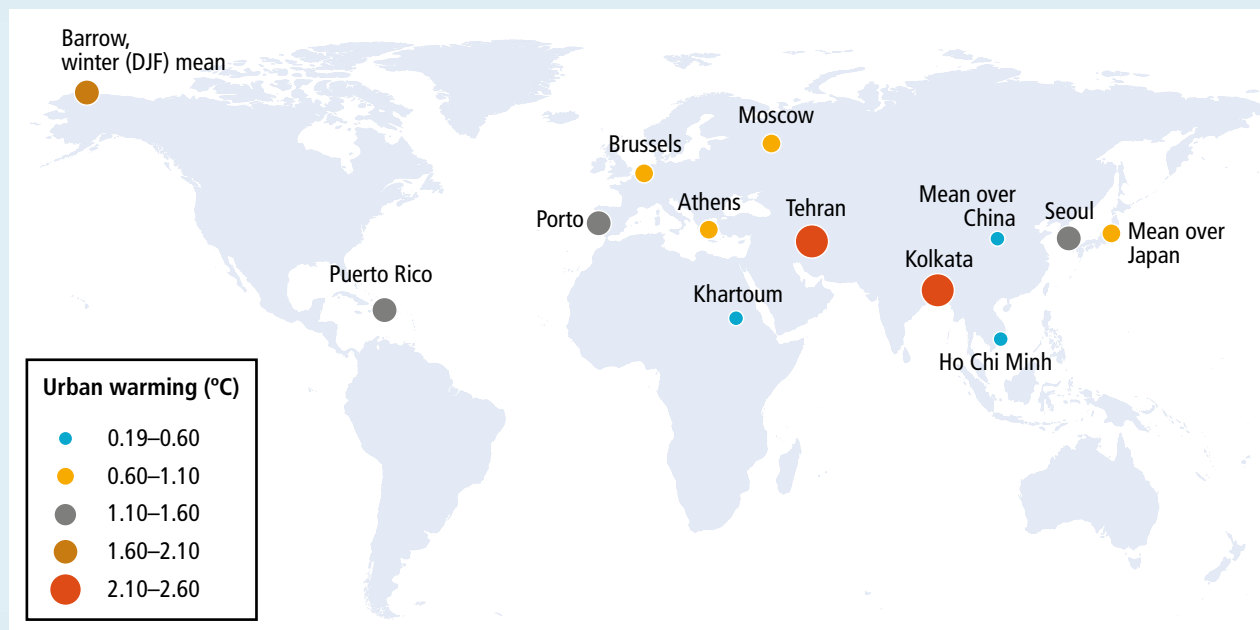 Barrow,
winter (DJF) mean
Moscow
Brussels
Athens
Tehran
Mean over
China
Seoul
Porto
Mean over
Japan
Kolkata
Puerto Rico
Khartoum
Ho Chi Minh
Urban warming (ºC)
0.19–0.60
0.60–1.10
1.10–1.60
1.60–2.10
2.10–2.60